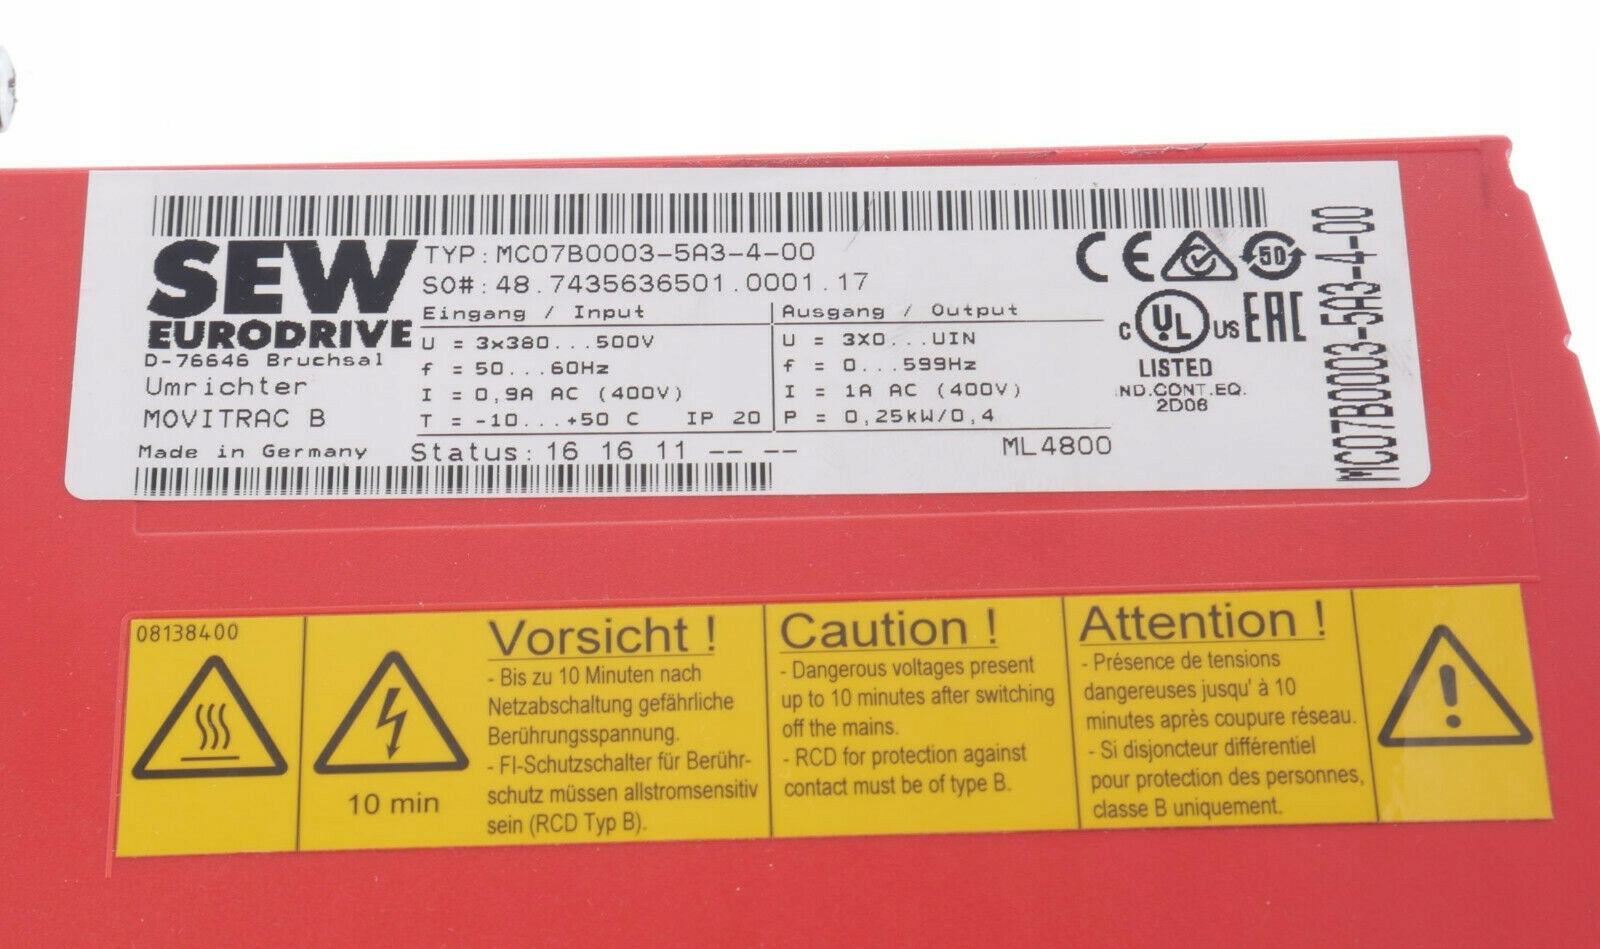 SEW
EURODRIVE
D-76646 Bruchsal
Umrichter
MOVITRAC B
Made in Germany
TYP: MC07B0003-5A3-4-00
SO#: 48.7435636501.0001.17
Eingang / Input
U = 3x380...500V
f = 50...60Hz
I = 0,9A AC (400V)
T = -10...+50 C IP 20
Ausgang / Output
U = 3X0...UIN
f = 0...599Hz
I = 1A AC (400V)
P = 0,25kW/0,4
Status: 16 16 11 -- --
ML4800
CE
50
C UL US EAC
LISTED
IND.CONT.EQ.
2D06
MC07B0003-5A3-4-00
08138400
10 min
Vorsicht !
- Bis zu 10 Minuten nach
Netzabschaltung gefährliche
Berührungsspannung.
- FI-Schutzschalter für Berühr-
schutz müssen allstromsensitiv
sein (RCD Typ B).
Caution !
- Dangerous voltages present
up to 10 minutes after switching
off the mains.
- RCD for protection against
contact must be of type B.
Attention !
- Présence de tensions
dangereuses jusqu' à 10
minutes après coupure réseau.
- Si disjoncteur différentiel
pour protection des personnes,
classe B uniquement.